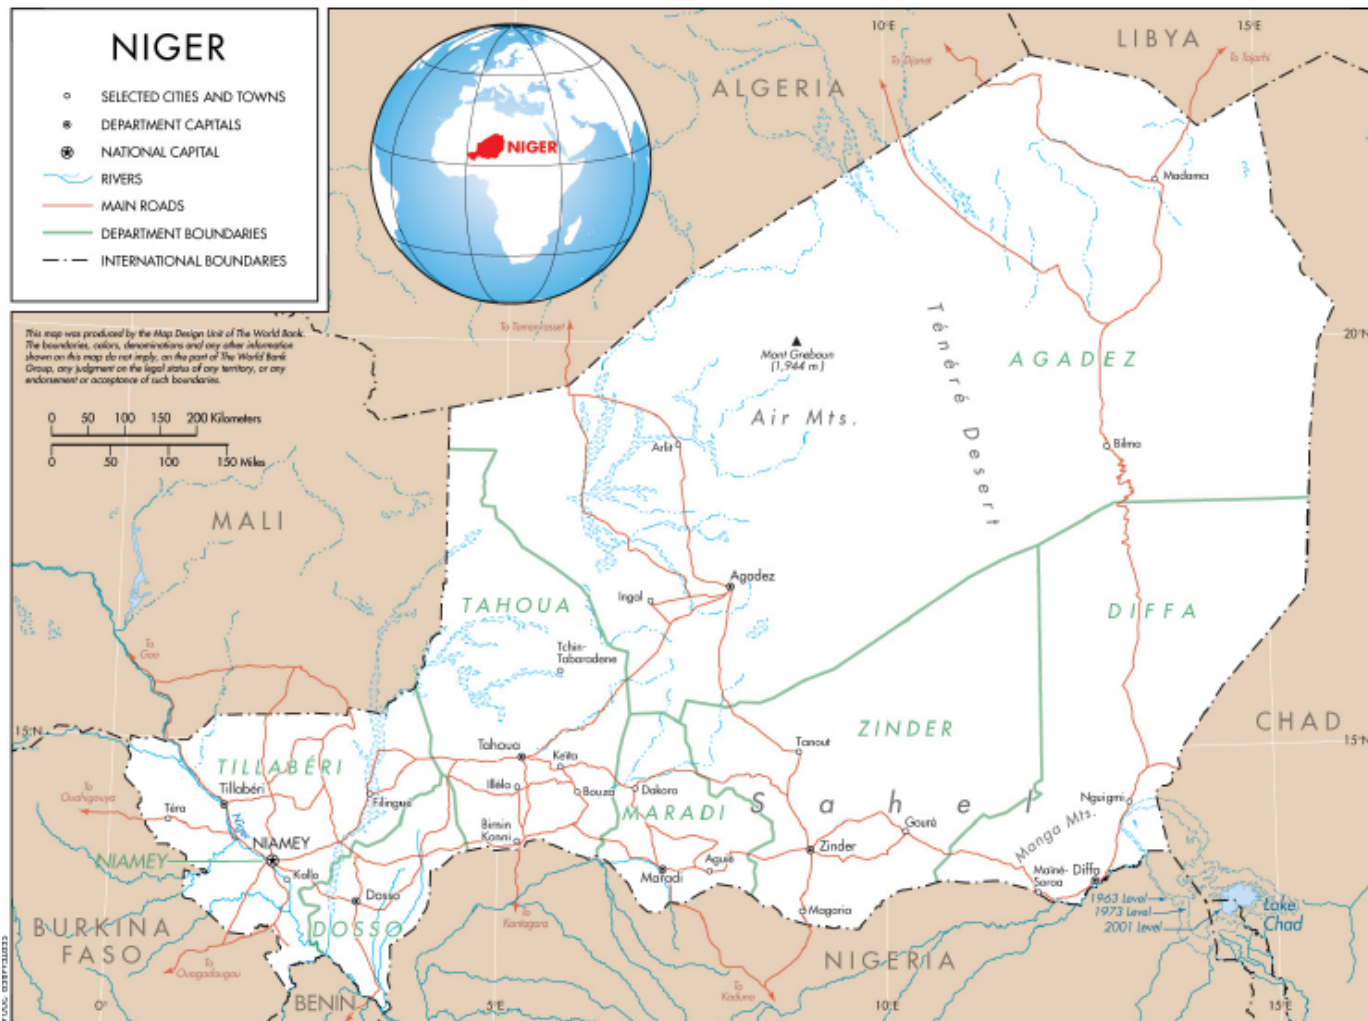 NIGER
SELECTED CITIES AND TOWNS
DEPARTMENT CAPITALS
NATIONAL CAPITAL
RIVERS
MAIN ROADS
DEPARTMENT BOUNDARIES
INTERNATIONAL BOUNDARIES
This map was produced by the Map Design Unit of The World Bank.
The boundaries, colors, denominations and any other information
shown on this map do not imply, on the part of The World Bank
Group, any judgment on the legal status of any territory, or any
endorsement or acceptance of such boundaries.
0 50 100 150 200 Kilometers
0 50 100 150 Miles
NIGER
10°E
15°E
LIBYA
To Djanet
To Tajarhi
ALGERIA
Madama
To Tamanrasset
20°N
Mont Greboun
(1,944 m)
Ténéré Desert
AGADEZ
Air Mts.
Arlit
Bilma
MALI
Agadez
Ingal
TAHOUA
DIFFA
Tchin-
Tabaradene
To
Gao
15°N
ZINDER
CHAD
15°N
Tanout
Tahoua
Keita
TILLABÉRI
Tillabéri
Filingué
Illéla
Bouza
Dakoro
MARADI
Sahel
Nguigmi
To
Ouahigouya
Téra
Niger
Birnin
Konni
Gouré
Manga Mts.
NIAMEY
NIAMEY
Kollo
Maradi
Aguié
Zinder
Maïné-
Soroa
Diffa
Dosso
DOSSO
Magaria
1963 Level
1973 Level
2001 Level
Lake
Chad
BURKINA
FASO
To
Kantagara
To
Ouagadougou
NIGERIA
To
Kaduna
BENIN
0°
5°E
10°E
15°E
SEPTEMBER 2004